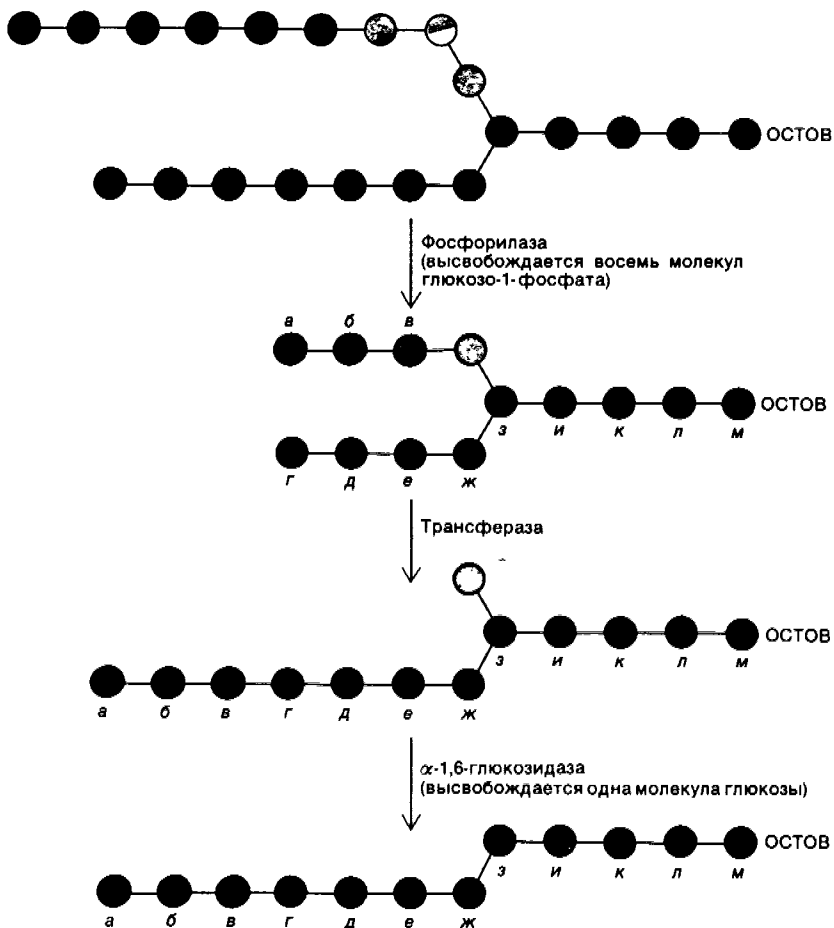 ОСТОВ
Фосфорилаза
(высвобождается восемь молекул
глюкозо-1-фосфата)
а б в
ОСТОВ
з и к л м
г д е ж
Трансфераза
ОСТОВ
з и к л м
а б в г д е ж
α-1,6-глюкозидаза
(высвобождается одна молекула глюкозы)
ОСТОВ
з и к л м
а б в г д е ж